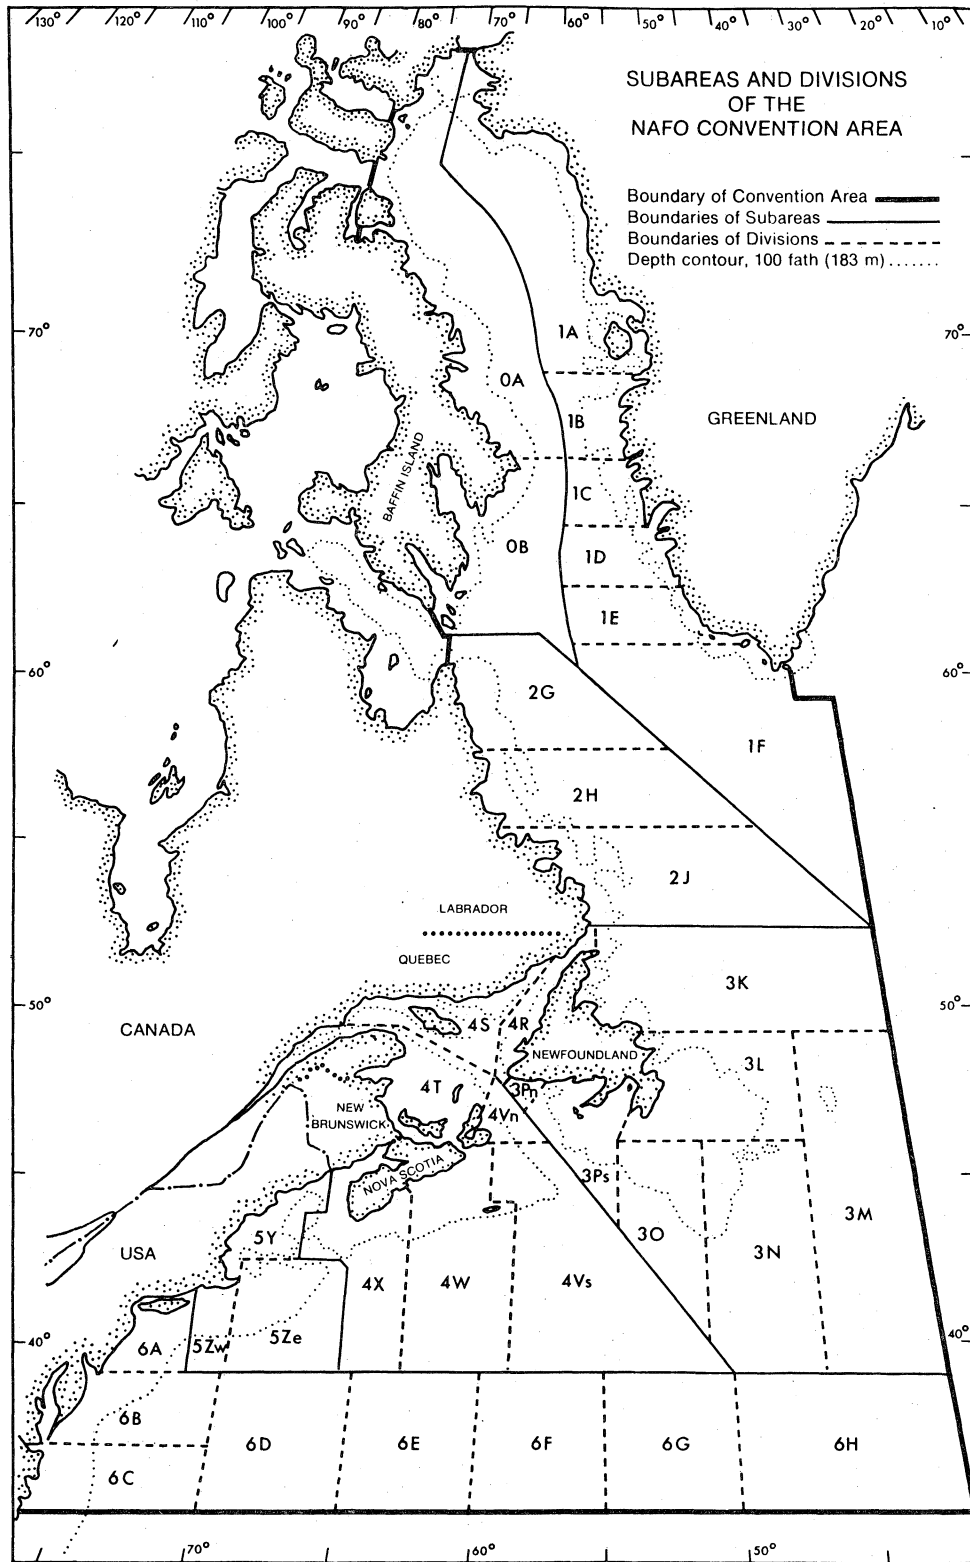 130° 120° 110° 100° 90° 80° 70° 60° 50° 40° 30° 20° 10°
SUBAREAS AND DIVISIONS
OF THE
NAFO CONVENTION AREA
Boundary of Convention Area
Boundaries of Subareas
Boundaries of Divisions
Depth contour, 100 fath (183 m)
70° 70°
1A
0A
1B
GREENLAND
BAFFIN ISLAND
1C
0B
1D
1E
60° 60°
2G
1F
2H
2J
LABRADOR
QUEBEC
3K
50° 50°
CANADA
4S 4R
NEWFOUNDLAND
3L
4T
3Pn
NEW
BRUNSWICK
4Vn
NOVA SCOTIA
3Ps
3M
3O
5Y
USA
3N
4X 4W 4Vs
40° 40°
6A 5Zw 5Ze
6B
6D 6E 6F 6G 6H
6C
70° 60° 50°